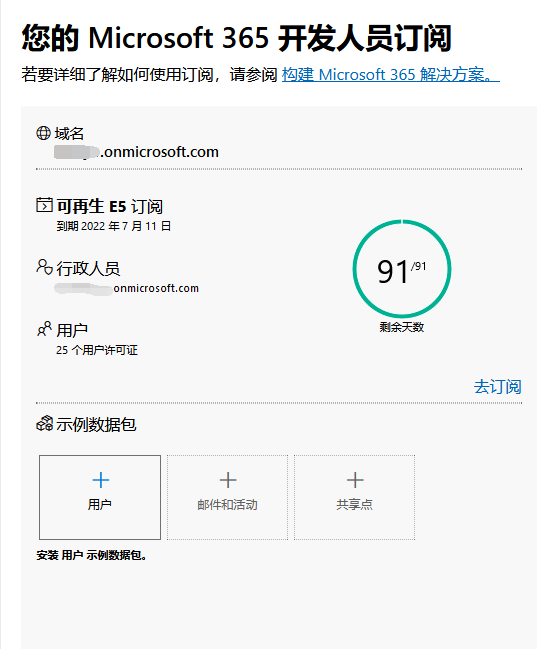 您的 Microsoft 365 开发人员订阅
若要详细了解如何使用订阅，请参阅 构建 Microsoft 365 解决方案。
域名
.onmicrosoft.com
可再生 E5 订阅
到期 2022 年 7 月 11 日
91/91
剩余天数
行政人员
onmicrosoft.com
用户
25 个用户许可证
去订阅
示例数据包
用户
邮件和活动
共享点
安装 用户 示例数据包。